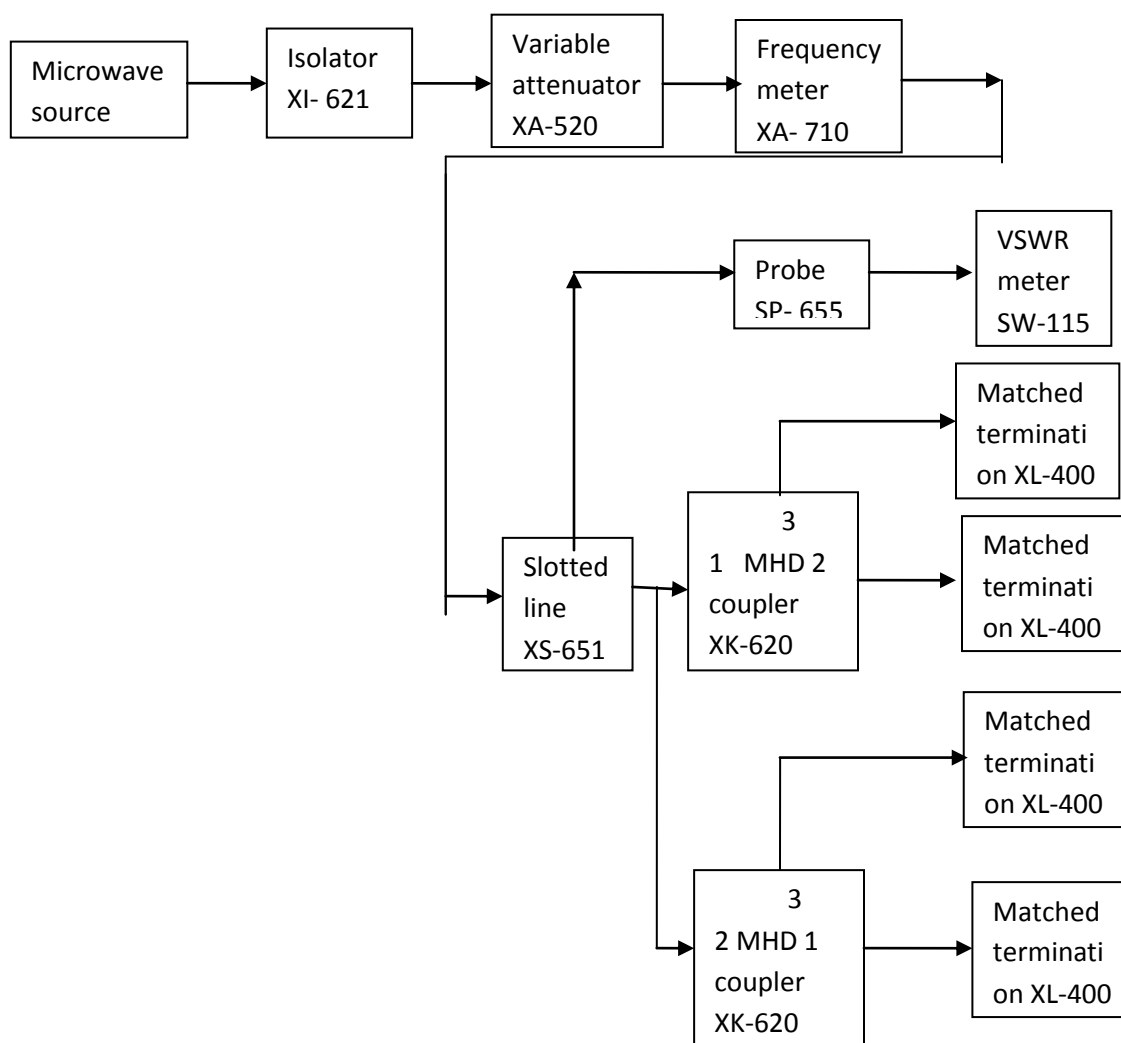 Microwave
source
Isolator
XI- 621
Variable
attenuator
XA-520
Frequency
meter
XA- 710
Probe
SP- 655
VSWR
meter
SW-115
Matched
terminati
on XL-400
3
1 MHD 2
coupler
XK-620
Slotted
line
XS-651
Matched
terminati
on XL-400
Matched
terminati
on XL-400
3
2 MHD 1
coupler
XK-620
Matched
terminati
on XL-400